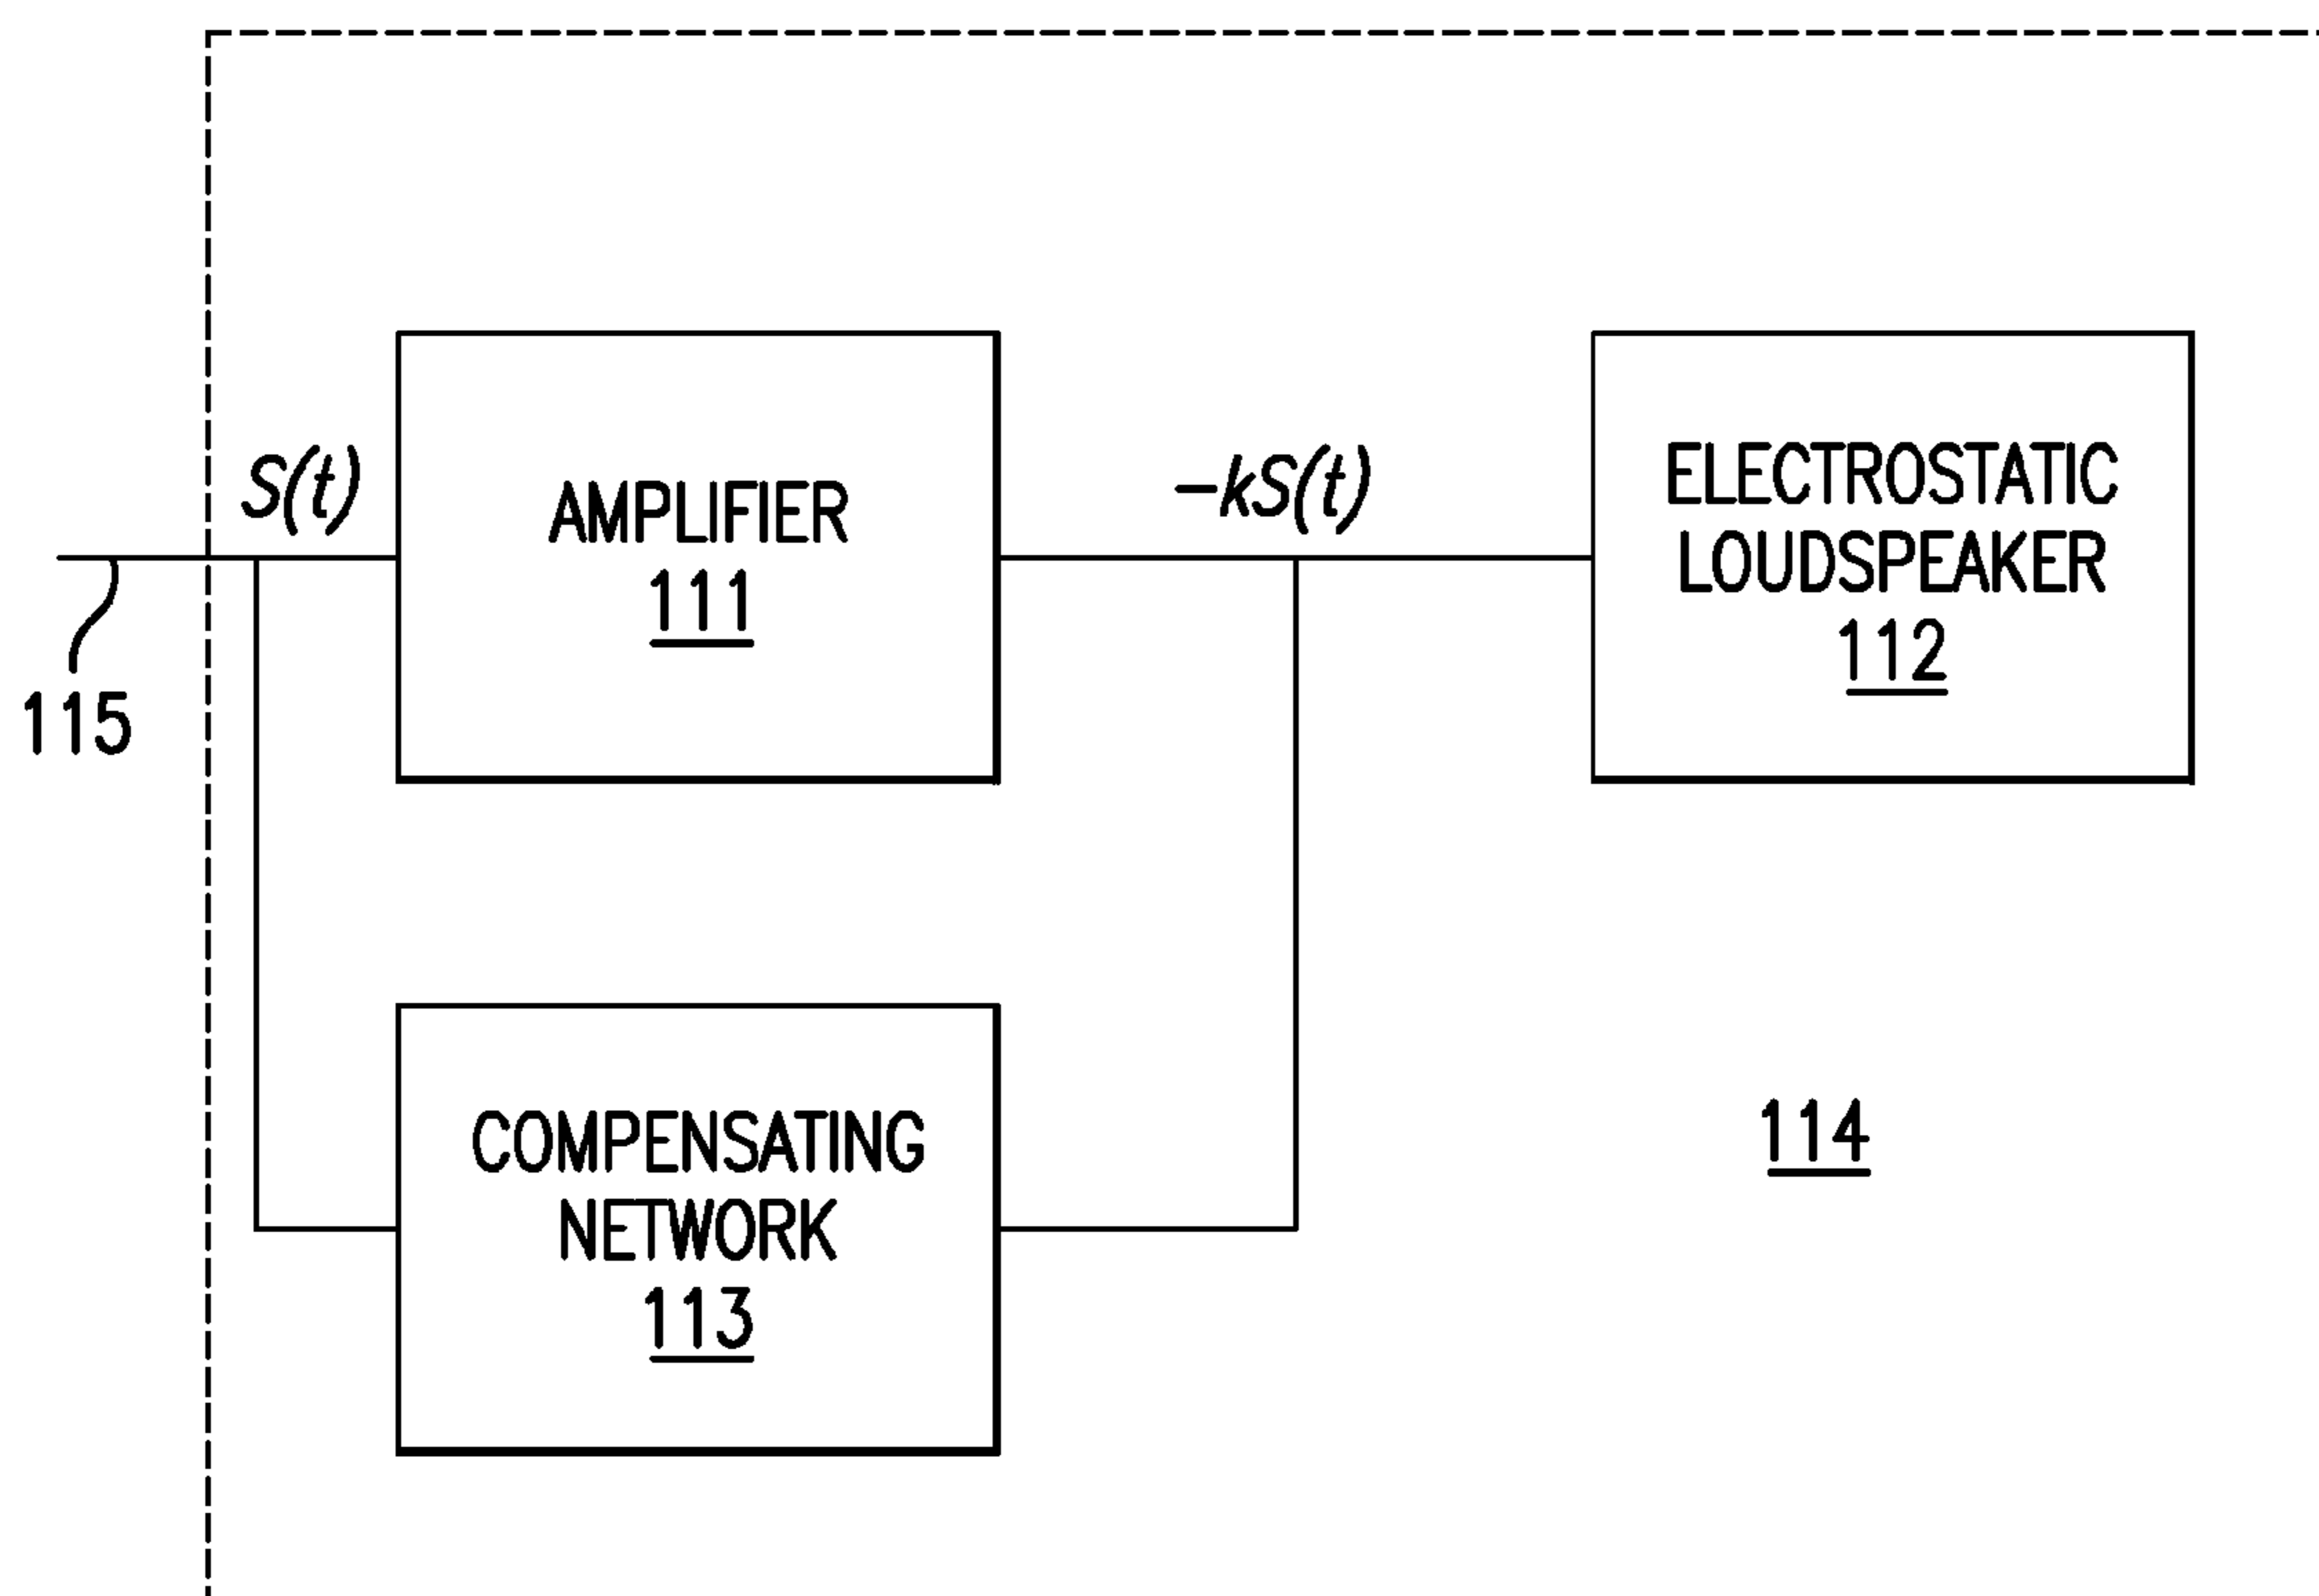 S(t)
AMPLIFIER
111
-kS(t)
ELECTROSTATIC
LOUDSPEAKER
112
115
COMPENSATING
NETWORK
113
114